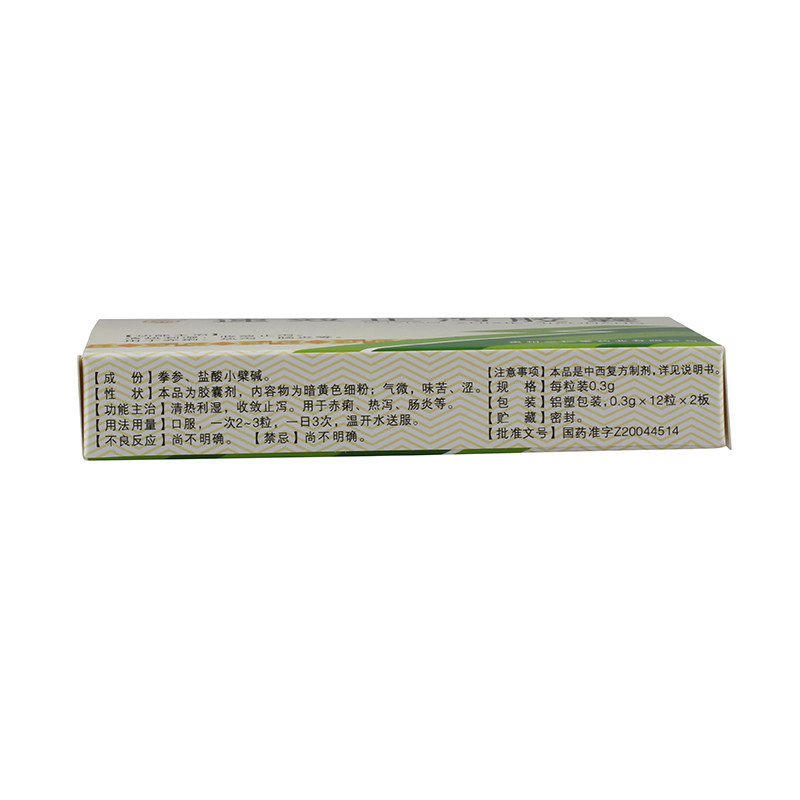 速效止泻胶囊
【成　份】拳参、盐酸小檗碱。
【性　状】本品为胶囊剂，内容物为暗黄色细粉；气微，味苦、涩。
【功能主治】清热利湿，收敛止泻。用于赤痢、热泻、肠炎等。
【用法用量】口服，一次2~3粒，一日3次，温开水送服。
【不良反应】尚不明确。【禁忌】尚不明确。
【注意事项】本品是中西复方制剂，详见说明书。
【规　格】每粒装0.3g
【包　装】铝塑包装，0.3g×12粒×2板
【贮　藏】密封。
【批准文号】国药准字Z20044514